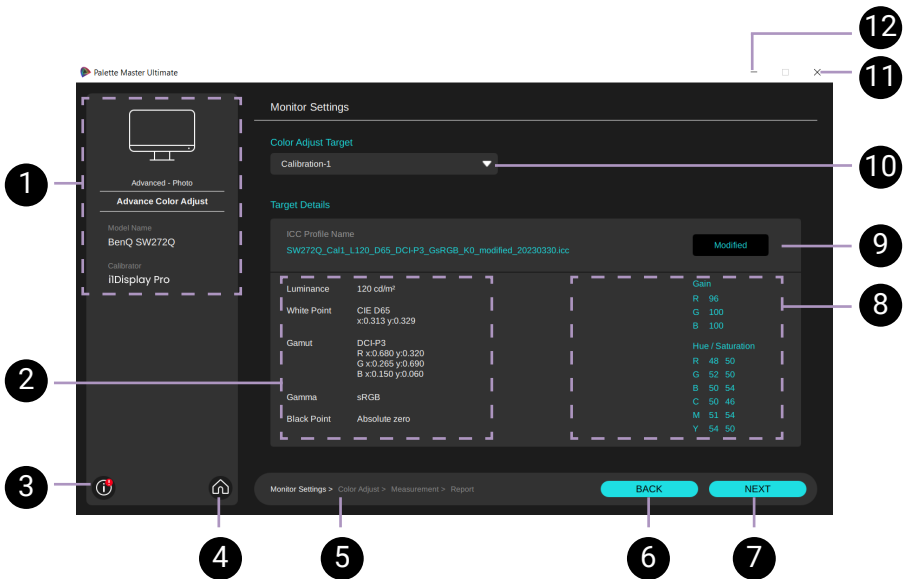 12
Palette Master Ultimate
11
Monitor Settings
Color Adjust Target
Calibration-1
10
1
Advanced - Photo
Advance Color Adjust
Target Details
Model Name
BenQ SW272Q
ICC Profile Name
SW272Q_Cal1_L120_D65_DCI-P3_GsRGB_K0_modified_20230330.icc
Modified
9
Calibrator
i1Display Pro
Luminance 120 cd/m²
White Point CIE D65
x:0.313 y:0.329
Gamut DCI-P3
R x:0.680 y:0.320
G x:0.265 y:0.690
B x:0.150 y:0.060
Gamma sRGB
Black Point Absolute zero
2
Gain
R 96
G 100
B 100
Hue / Saturation
R 48 50
G 52 50
B 50 54
C 50 46
M 51 54
Y 54 50
8
3
Monitor Settings > Color Adjust > Measurement > Report
BACK
NEXT
4
5
6
7